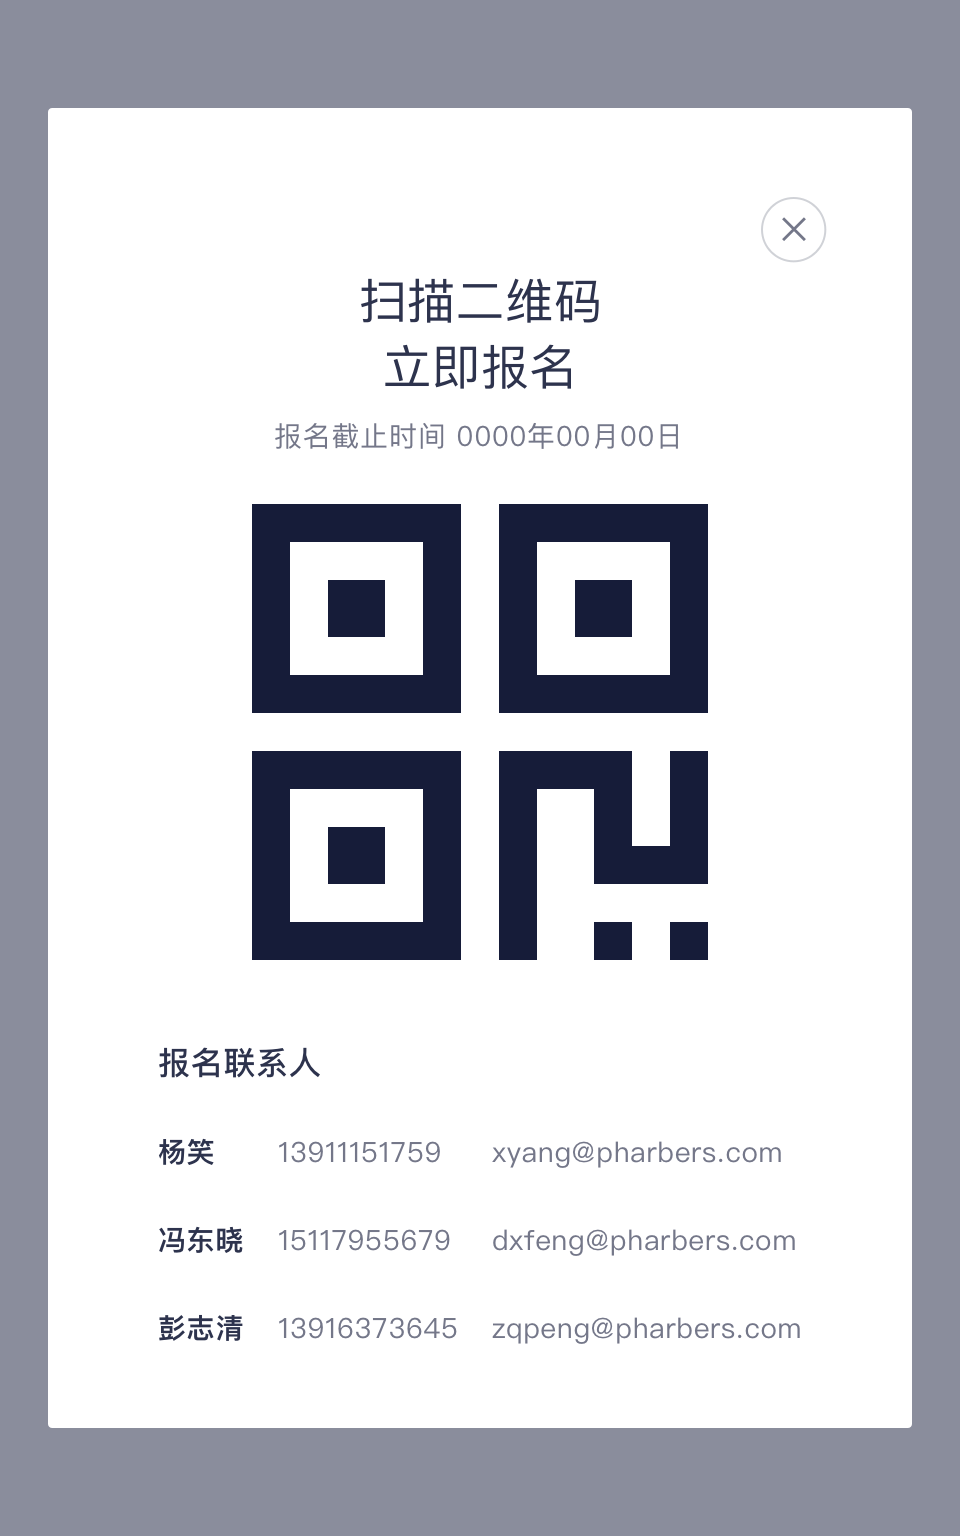 扫描二维码
立即报名
报名截止时间 0000年00月00日
报名联系人
杨笑 13911151759 xyang@pharbers.com
冯东晓 15117955679 dxfeng@pharbers.com
彭志清 13916373645 zqpeng@pharbers.com